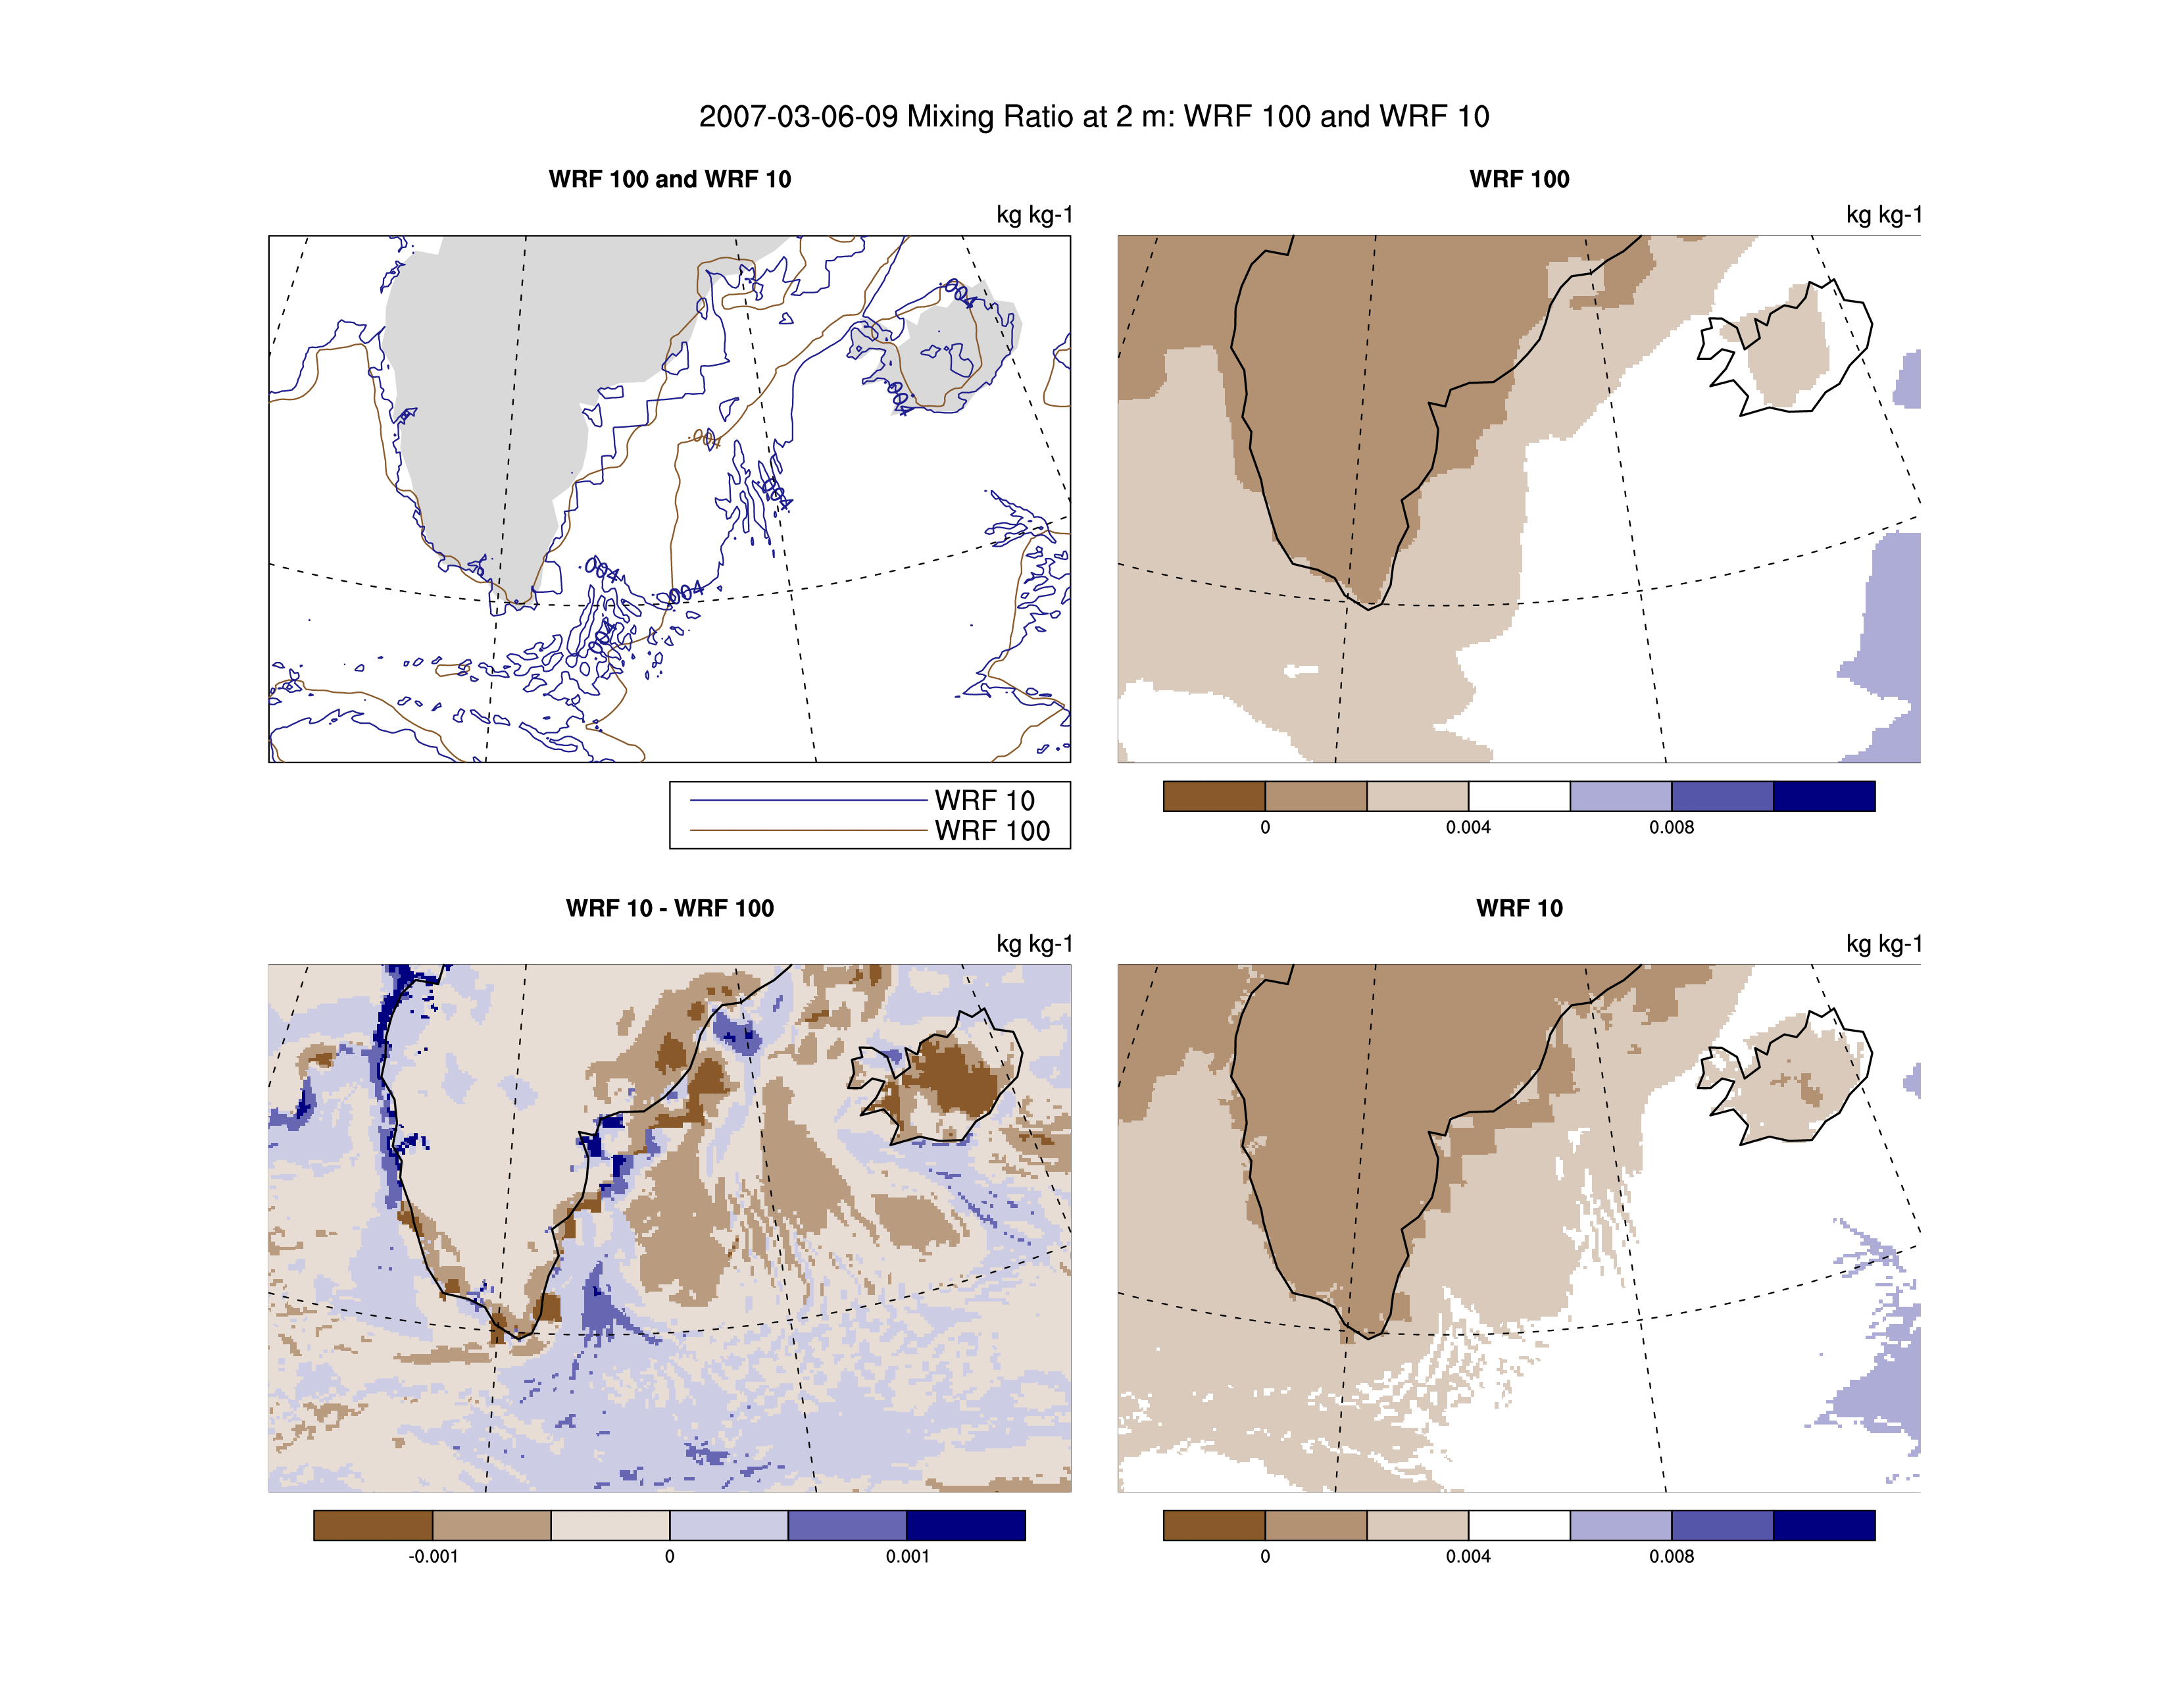 2007-03-06-09 Mixing Ratio at 2 m: WRF 100 and WRF 10
WRF 100 and WRF 10
kg kg-1
.004
.004
.004
.004
.004
.004
.004
WRF 10
WRF 100
WRF 100
kg kg-1
0 0.004 0.008
WRF 10 - WRF 100
kg kg-1
-0.001 0 0.001
WRF 10
kg kg-1
0 0.004 0.008